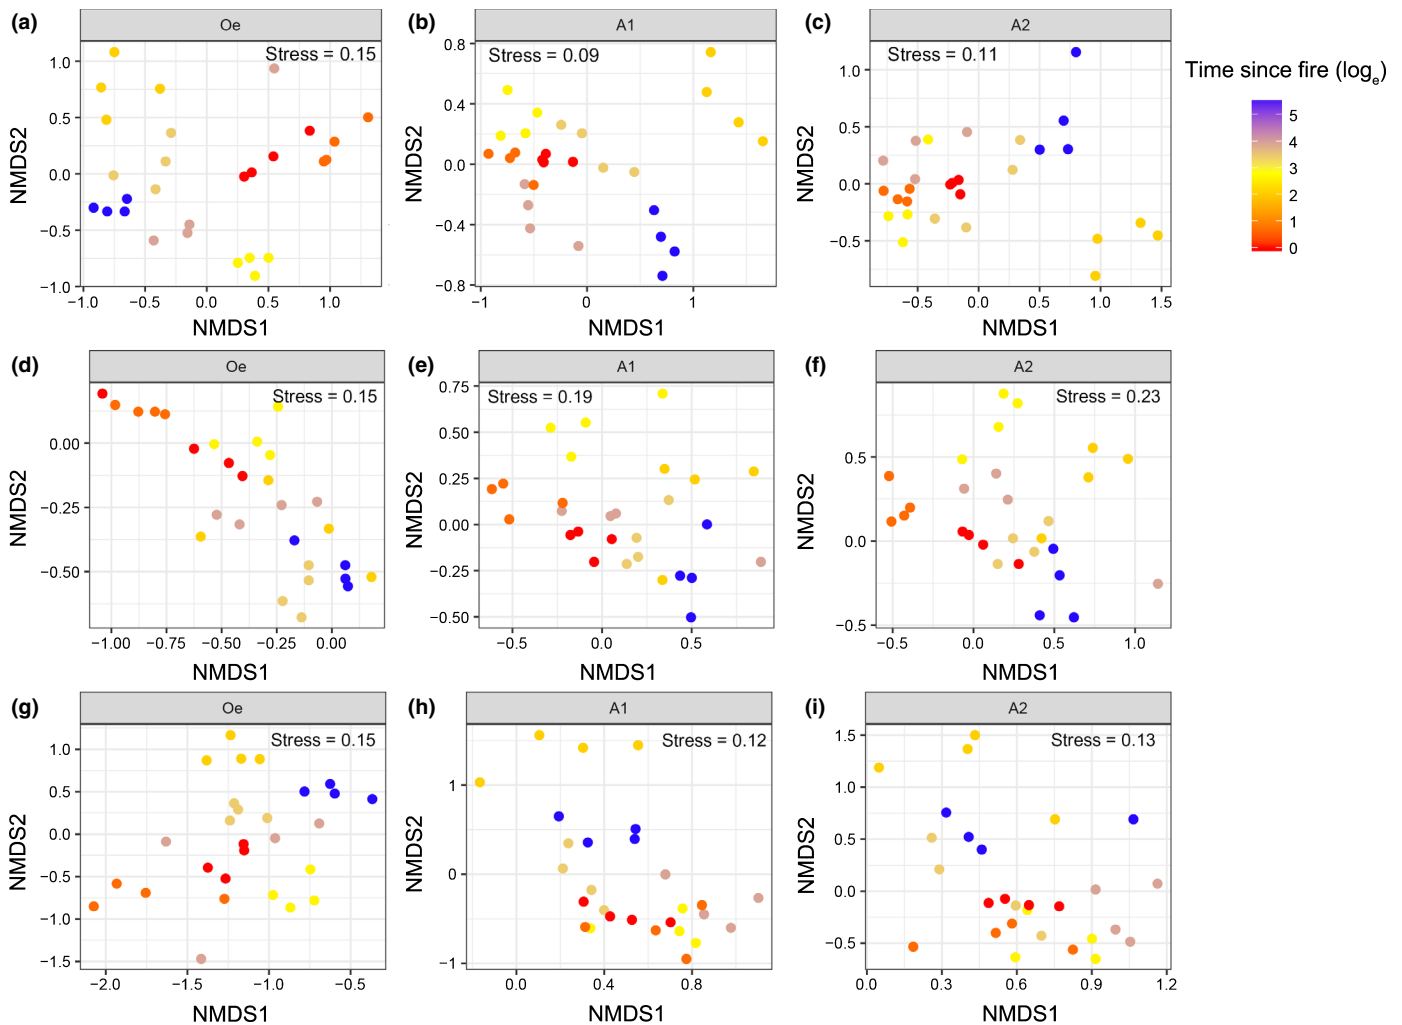 (a) Oe (b) A1 (c) A2
Stress = 0.15 Stress = 0.09 Stress = 0.11
Time since fire (logₑ)
5
4
3
2
1
0
NMDS2
1.0
0.5
0.0
−0.5
−1.0
−1.0 −0.5 0.0 0.5 1.0
NMDS1
NMDS2
0.8
0.4
0.0
−0.4
−0.8
−1 0 1
NMDS1
NMDS2
1.0
0.5
0.0
−0.5
−0.5 0.0 0.5 1.0 1.5
NMDS1
(d) Oe (e) A1 (f) A2
Stress = 0.15 Stress = 0.19 Stress = 0.23
NMDS2
0.00
−0.25
−0.50
−1.00 −0.75 −0.50 −0.25 0.00
NMDS1
NMDS2
0.75
0.50
0.25
0.00
−0.25
−0.50
−0.5 0.0 0.5
NMDS1
NMDS2
0.5
0.0
−0.5
−0.5 0.0 0.5 1.0
NMDS1
(g) Oe (h) A1 (i) A2
Stress = 0.15 Stress = 0.12 Stress = 0.13
NMDS2
1.0
0.5
0.0
−0.5
−1.0
−1.5
−2.0 −1.5 −1.0 −0.5
NMDS1
NMDS2
1
0
−1
0.0 0.4 0.8
NMDS1
NMDS2
1.5
1.0
0.5
0.0
−0.5
0.0 0.3 0.6 0.9 1.2
NMDS1